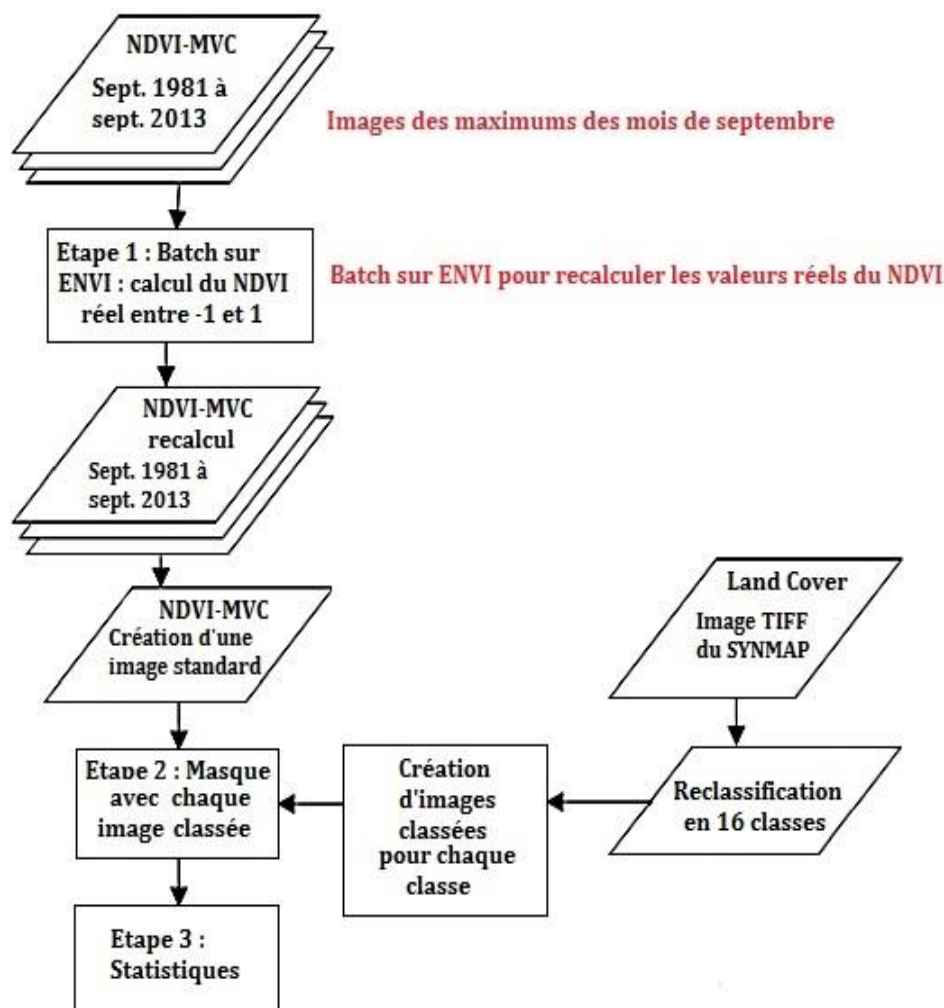 NDVI-MVC
Sept. 1981 à
sept. 2013
Images des maximums des mois de septembre
Etape 1 : Batch sur
ENVI : calcul du NDVI
réel entre -1 et 1
Batch sur ENVI pour recalculer les valeurs réels du NDVI
NDVI-MVC
recalcul
Sept. 1981 à
sept. 2013
NDVI-MVC
Création d'une
image standard
Land Cover
Image TIFF
du SYNMAP
Reclassification
en 16 classes
Création
d'images
classées
pour chaque
classe
Etape 2 : Masque
avec chaque
image classée
Etape 3 :
Statistiques